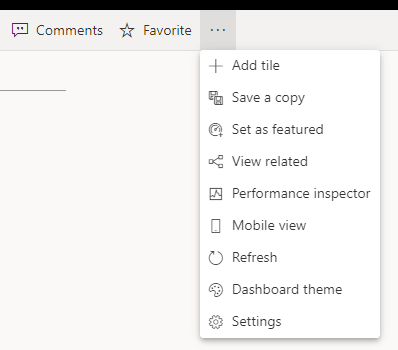 Comments Favorite ...
Add tile
Save a copy
Set as featured
View related
Performance inspector
Mobile view
Refresh
Dashboard theme
Settings